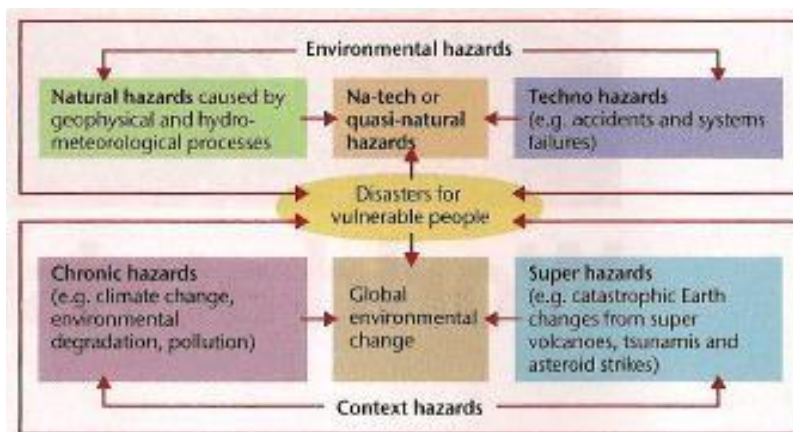 Environmental hazards
Natural hazards caused by
geophysical and hydro-
meteorological processes
Na-tech or
quasi-natural
hazards
Techno hazards
(e.g. accidents and systems
failures)
Disasters for
vulnerable people
Chronic hazards
(e.g. climate change,
environmental
degradation, pollution)
Global
environmental
change
Super hazards
(e.g. catastrophic Earth
changes from super
volcanoes, tsunamis and
asteroid strikes)
Context hazards